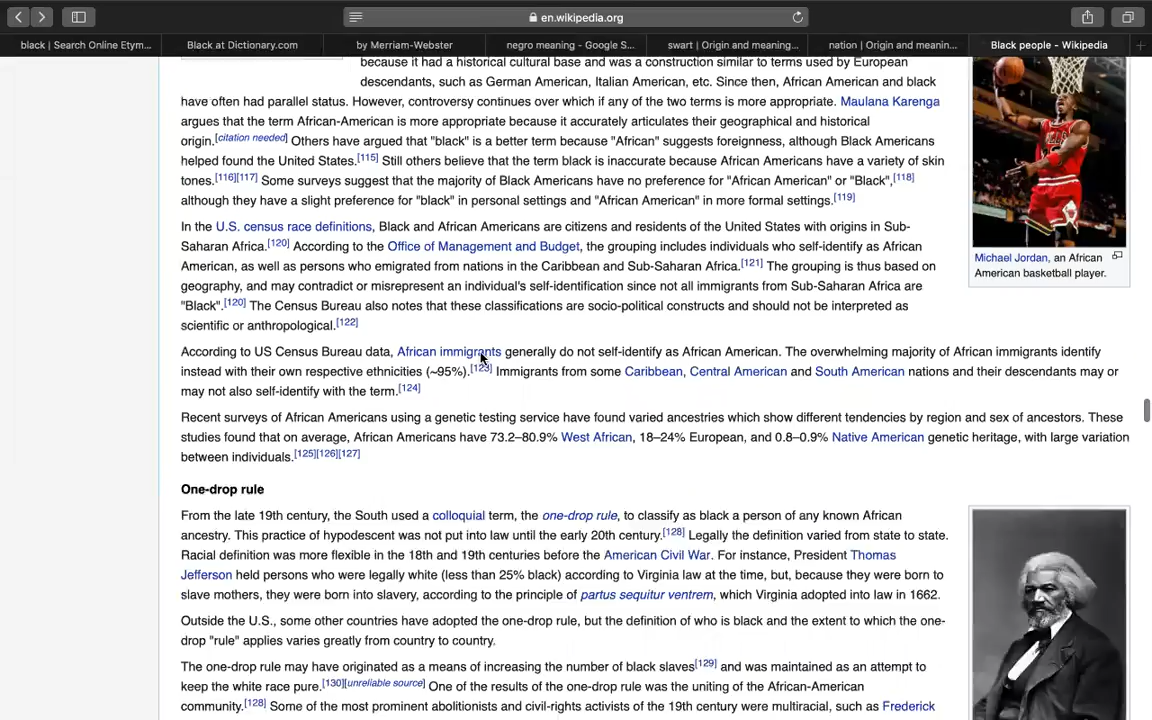 en.wikipedia.org
black | Search Online Etym...
Black at Dictionary.com
by Merriam-Webster
negro meaning - Google S...
swart | Origin and meaning...
nation | Origin and meanin...
Black people - Wikipedia
because it had a historical cultural base and was a construction similar to terms used by European
descendants, such as German American, Italian American, etc. Since then, African American and black
have often had parallel status. However, controversy continues over which if any of the two terms is more appropriate. Maulana Karenga
argues that the term African-American is more appropriate because it accurately articulates their geographical and historical
origin.[citation needed] Others have argued that "black" is a better term because "African" suggests foreignness, although Black Americans
helped found the United States.[115] Still others believe that the term black is inaccurate because African Americans have a variety of skin
tones.[116][117] Some surveys suggest that the majority of Black Americans have no preference for "African American" or "Black",[118]
although they have a slight preference for "black" in personal settings and "African American" in more formal settings.[119]
Michael Jordan, an African
American basketball player.
In the U.S. census race definitions, Black and African Americans are citizens and residents of the United States with origins in Sub-
Saharan Africa.[120] According to the Office of Management and Budget, the grouping includes individuals who self-identify as African
American, as well as persons who emigrated from nations in the Caribbean and Sub-Saharan Africa.[121] The grouping is thus based on
geography, and may contradict or misrepresent an individual's self-identification since not all immigrants from Sub-Saharan Africa are
"Black".[120] The Census Bureau also notes that these classifications are socio-political constructs and should not be interpreted as
scientific or anthropological.[122]
According to US Census Bureau data, African immigrants generally do not self-identify as African American. The overwhelming majority of African immigrants identify
instead with their own respective ethnicities (~95%).[123] Immigrants from some Caribbean, Central American and South American nations and their descendants may or
may not also self-identify with the term.[124]
Recent surveys of African Americans using a genetic testing service have found varied ancestries which show different tendencies by region and sex of ancestors. These
studies found that on average, African Americans have 73.2–80.9% West African, 18–24% European, and 0.8–0.9% Native American genetic heritage, with large variation
between individuals.[125][126][127]
One-drop rule
From the late 19th century, the South used a colloquial term, the one-drop rule, to classify as black a person of any known African
ancestry. This practice of hypodescent was not put into law until the early 20th century.[128] Legally the definition varied from state to state.
Racial definition was more flexible in the 18th and 19th centuries before the American Civil War. For instance, President Thomas
Jefferson held persons who were legally white (less than 25% black) according to Virginia law at the time, but, because they were born to
slave mothers, they were born into slavery, according to the principle of partus sequitur ventrem, which Virginia adopted into law in 1662.
Outside the U.S., some other countries have adopted the one-drop rule, but the definition of who is black and the extent to which the one-
drop "rule" applies varies greatly from country to country.
The one-drop rule may have originated as a means of increasing the number of black slaves[129] and was maintained as an attempt to
keep the white race pure.[130][unreliable source] One of the results of the one-drop rule was the uniting of the African-American
community.[128] Some of the most prominent abolitionists and civil-rights activists of the 19th century were multiracial, such as Frederick